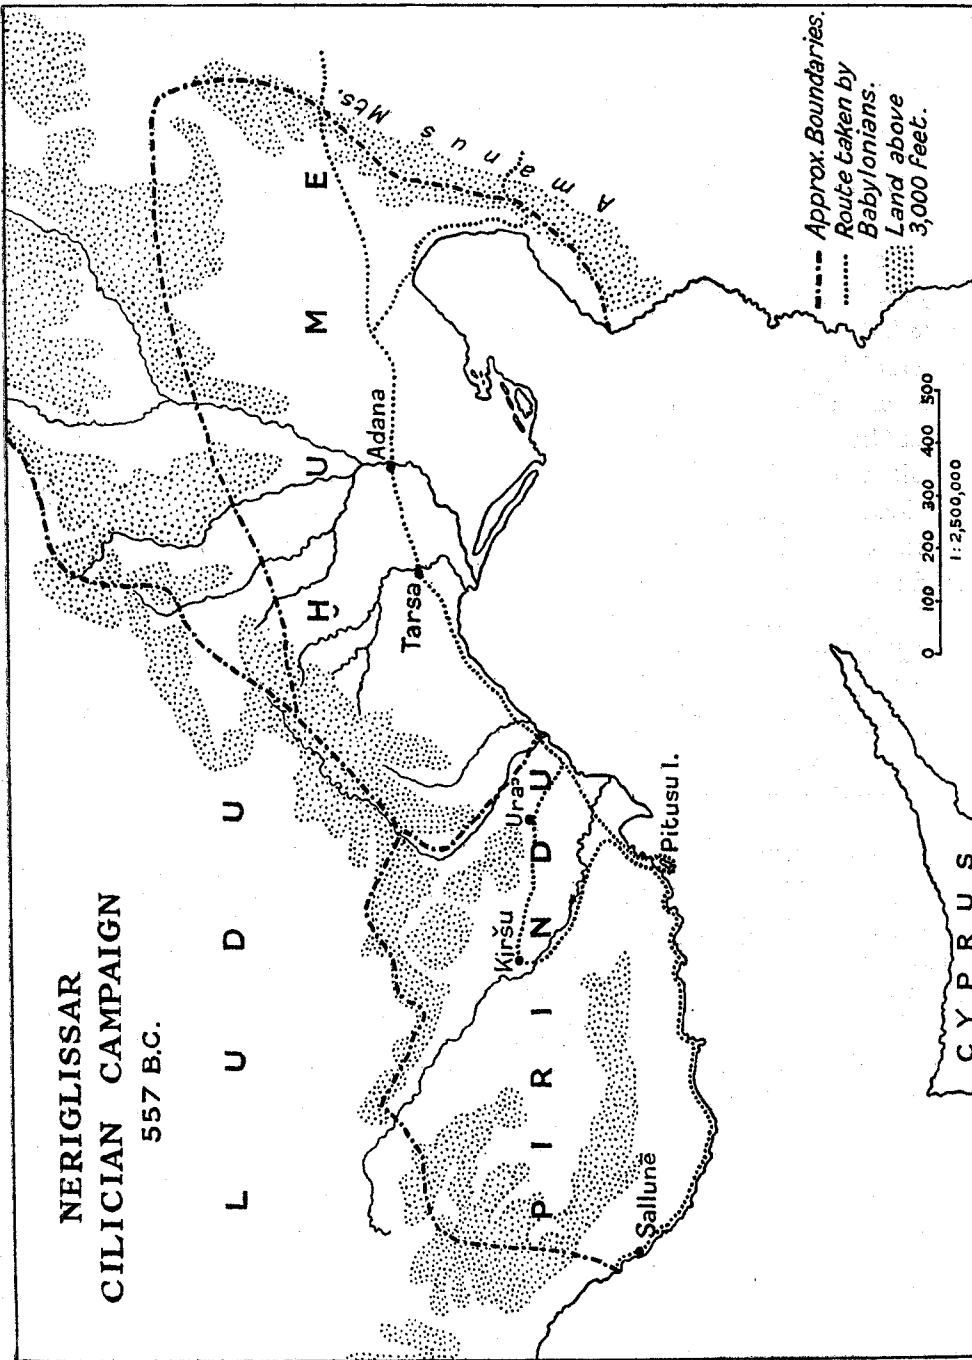 NERIGLISSAR
CILICIAN CAMPAIGN
557 B.C.
L U D U
Ḫ U M E
Amanus Mts.
Adana
Tarsa
Kiršu
Ura'
P I R I N D U
Sallunē
Pitusu I.
Approx. Boundaries.
Route taken by
Babylonians.
Land above
3,000 feet.
0 100 200 300 400 500
1:2,500,000
CYPRUS